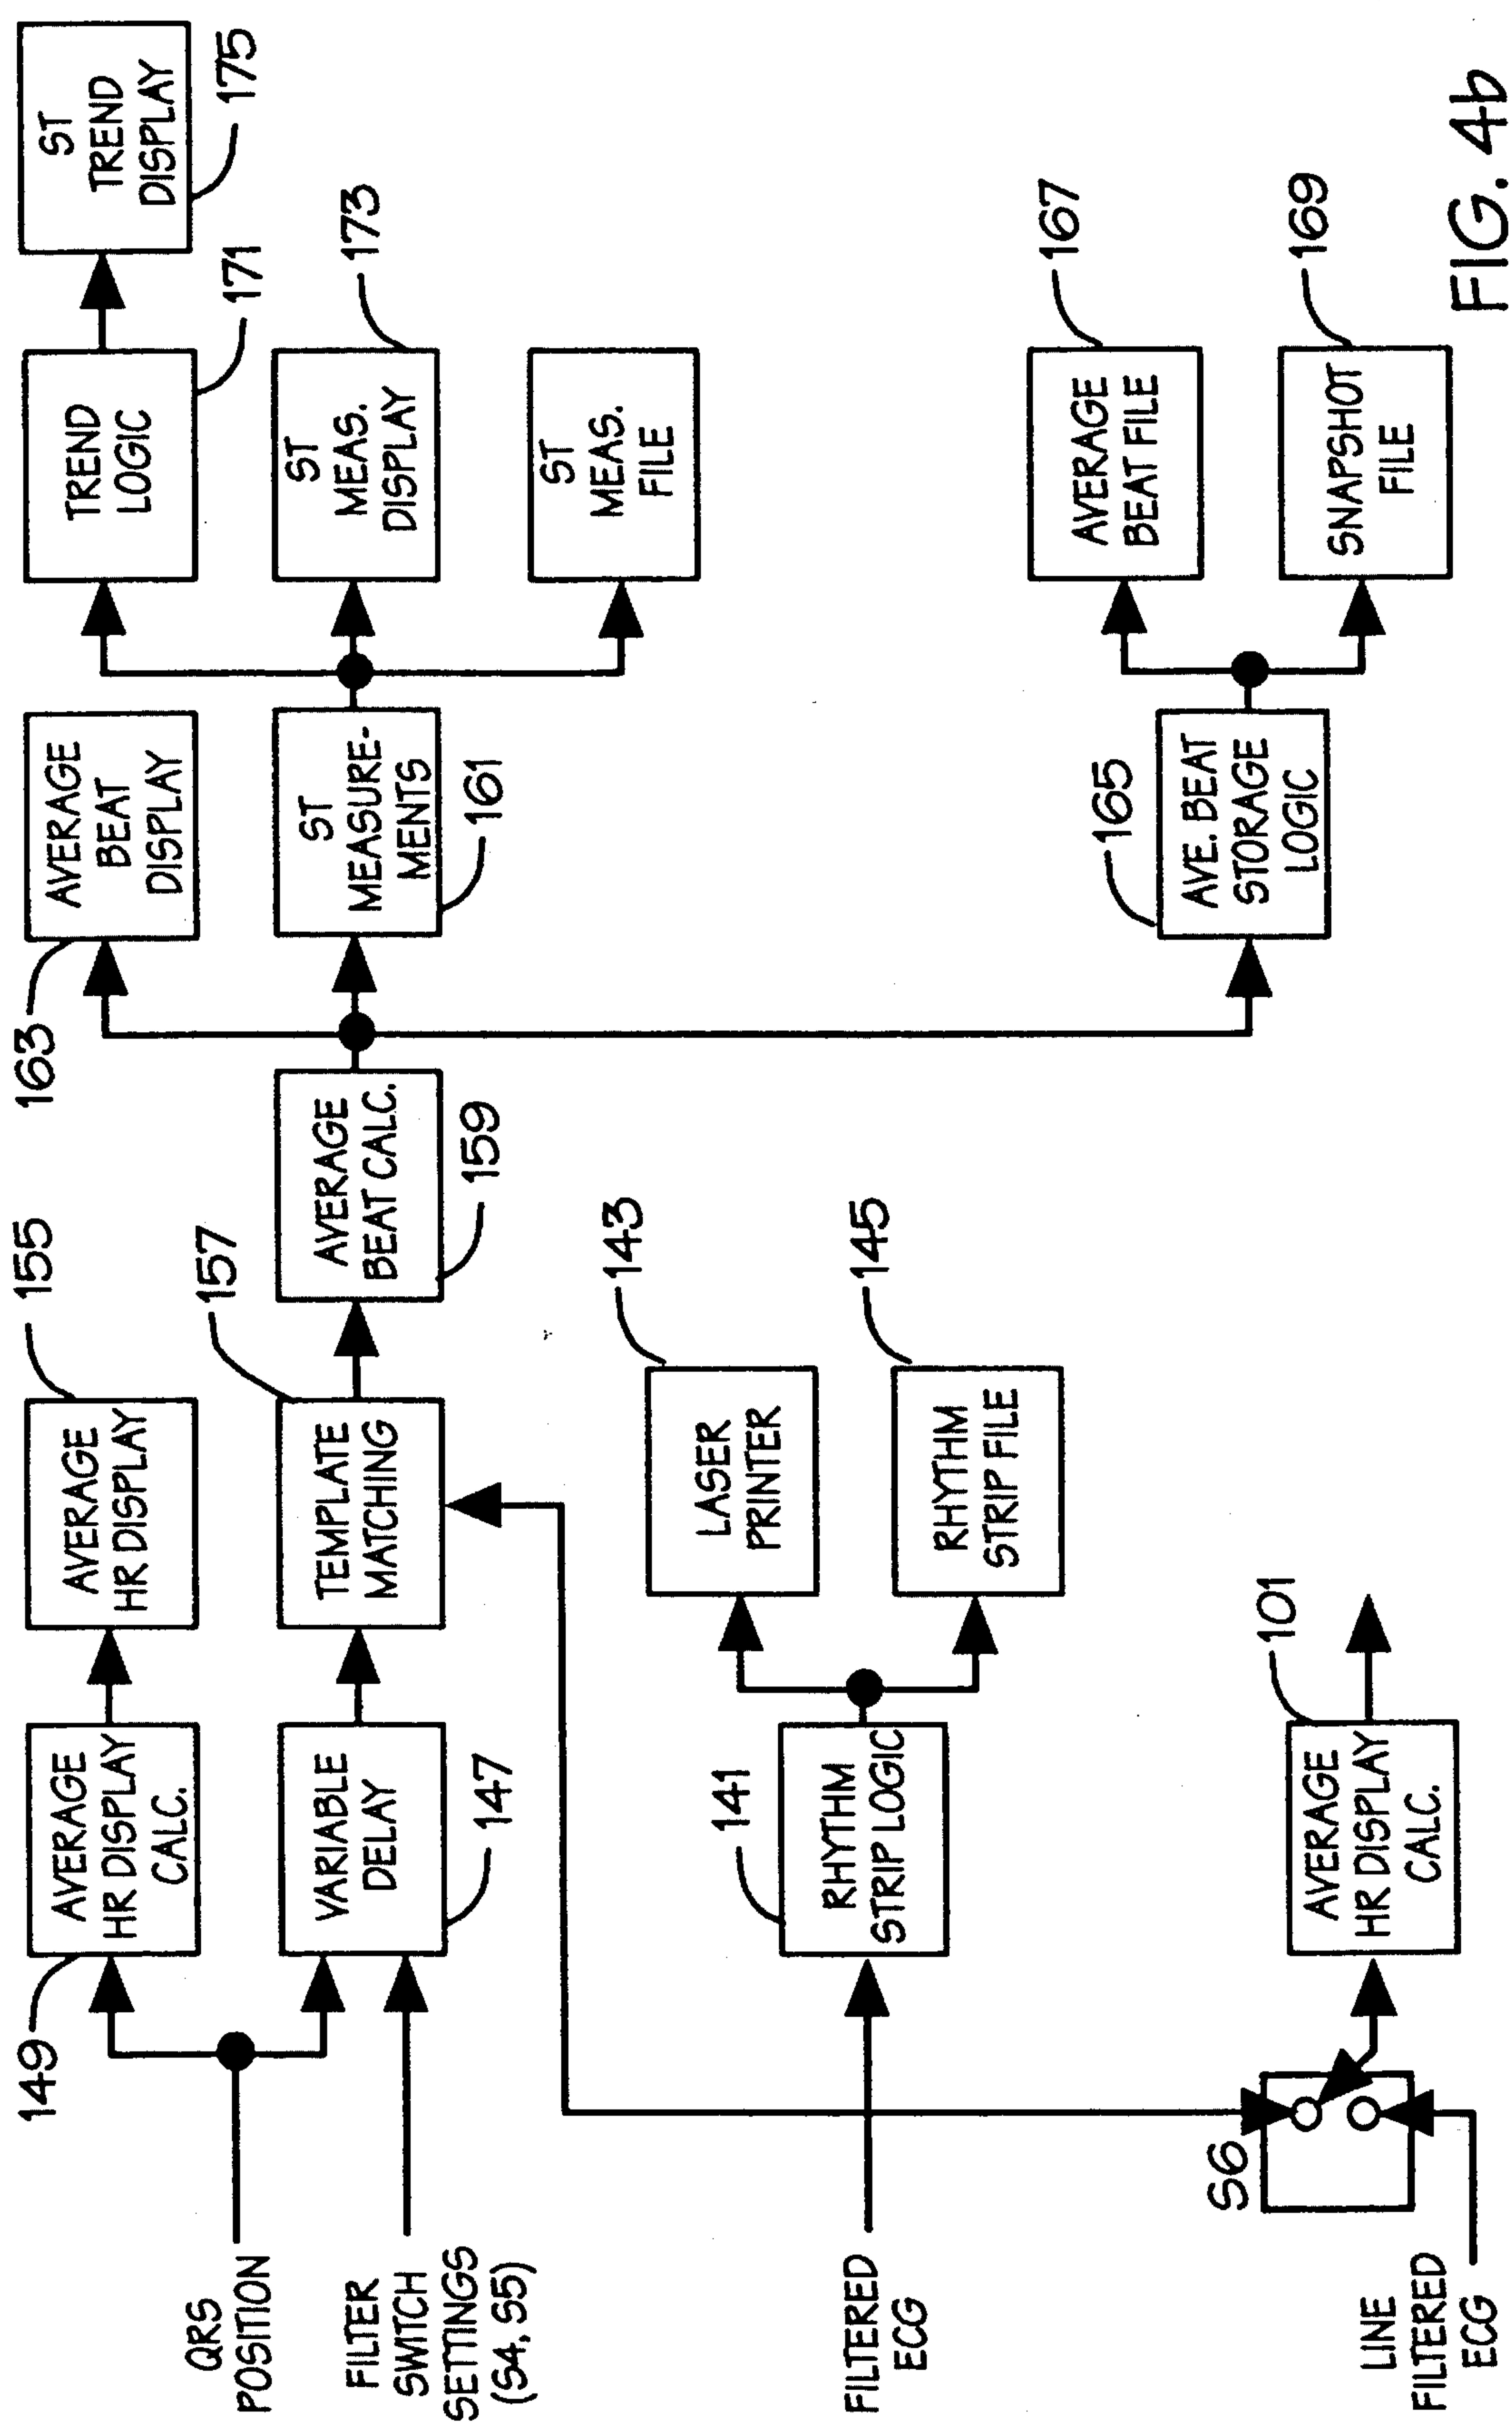 149
AVERAGE
HR DISPLAY
CALC.
155
AVERAGE
HR DISPLAY
163
AVERAGE
BEAT
DISPLAY
TREND
LOGIC
171
ST
TREND
DISPLAY
175
QRS
POSITION
FILTER
SWITCH
SETTINGS
(S4, S5)
VARIABLE
DELAY
147
157
TEMPLATE
MATCHING
AVERAGE
BEAT CALC.
159
ST
MEASURE-
MENTS
161
ST
MEAS.
DISPLAY
173
ST
MEAS.
FILE
FILTERED
ECG
141
RHYTHM
STRIP LOGIC
143
LASER
PRINTER
145
RHYTHM
STRIP FILE
165
AVE. BEAT
STORAGE
LOGIC
AVERAGE
BEAT FILE
167
SNAPSHOT
FILE
169
LINE
FILTERED
ECG
S6
101
AVERAGE
HR DISPLAY
CALC.
FIG. 4b